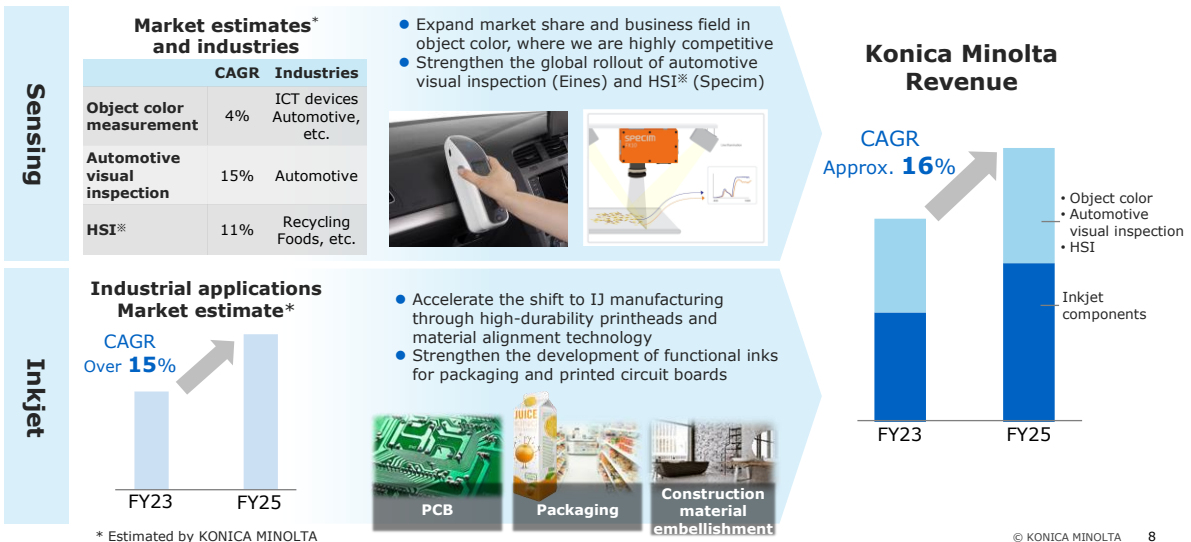 Sensing
Market estimates*
and industries
CAGR Industries
Object color
measurement
4%
ICT devices
Automotive,
etc.
Automotive
visual
inspection
15%
Automotive
HSI※
11%
Recycling
Foods, etc.
● Expand market share and business field in
object color, where we are highly competitive
● Strengthen the global rollout of automotive
visual inspection (Eines) and HSI※ (Specim)
SPECIM
Inkjet
Industrial applications
Market estimate*
CAGR
Over 15%
FY23
FY25
● Accelerate the shift to IJ manufacturing
through high-durability printheads and
material alignment technology
● Strengthen the development of functional inks
for packaging and printed circuit boards
JUICE
PCB
Packaging
Construction
material
embellishment
Konica Minolta
Revenue
CAGR
Approx. 16%
• Object color
• Automotive
visual inspection
• HSI
Inkjet
components
FY23
FY25
* Estimated by KONICA MINOLTA
© KONICA MINOLTA 8